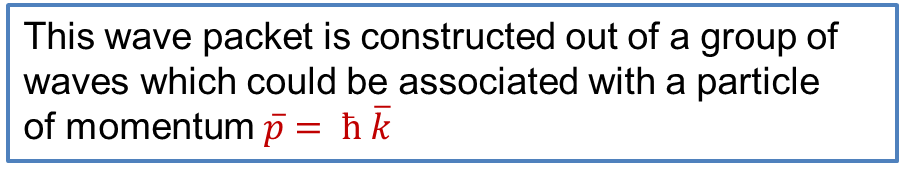 This wave packet is constructed out of a group of
waves which could be associated with a particle
of momentum p̄ = ħ k̄